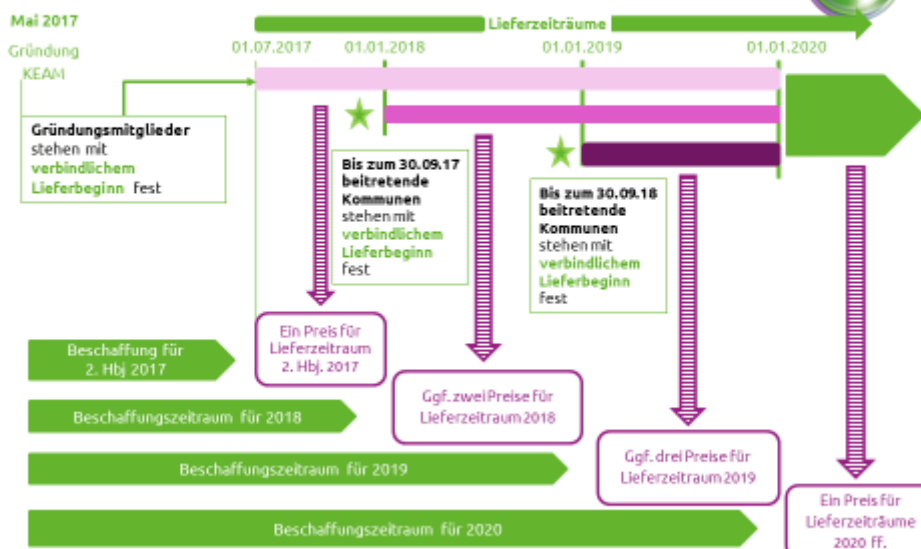 Mai 2017
Lieferzeiträume
Gründung
KEAM
01.07.2017
01.01.2018
01.01.2019
01.01.2020
Gründungsmitglieder
stehen mit
verbindlichem
Lieferbeginn fest
Bis zum 30.09.17
beitretende
Kommunen
stehen mit
verbindlichem
Lieferbeginn
fest
Bis zum 30.09.18
beitretende
Kommunen
stehen mit
verbindlichem
Lieferbeginn
fest
Beschaffung für
2. Hbj 2017
Ein Preis für
Lieferzeitraum
2. Hbj. 2017
Beschaffungszeitraum für 2018
Ggf. zwei Preise für
Lieferzeitraum 2018
Beschaffungszeitraum für 2019
Ggf. drei Preise für
Lieferzeitraum 2019
Beschaffungszeitraum für 2020
Ein Preis für
Lieferzeiträume
2020 ff.